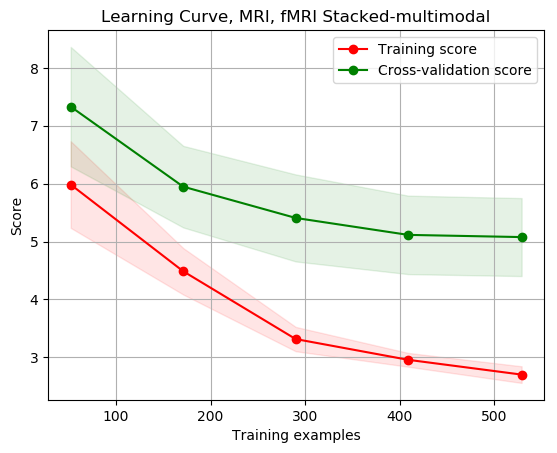 Learning Curve, MRI, fMRI Stacked-multimodal
Training score
Cross-validation score
8
7
6
5
4
3
Score
100
200
300
400
500
Training examples